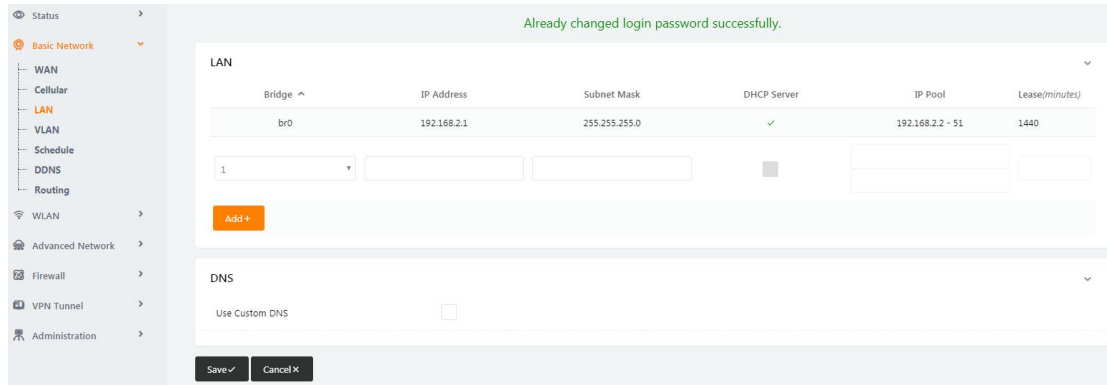 Status
Already changed login password successfully.
Basic Network
WAN
Cellular
LAN
VLAN
Schedule
DDNS
Routing
WLAN
Advanced Network
Firewall
VPN Tunnel
Administration
LAN
Bridge IP Address Subnet Mask DHCP Server IP Pool Lease(minutes)
br0 192.168.2.1 255.255.255.0 ✓ 192.168.2.2 - 51 1440
1
Add+
DNS
Use Custom DNS
Save✓ Cancel×